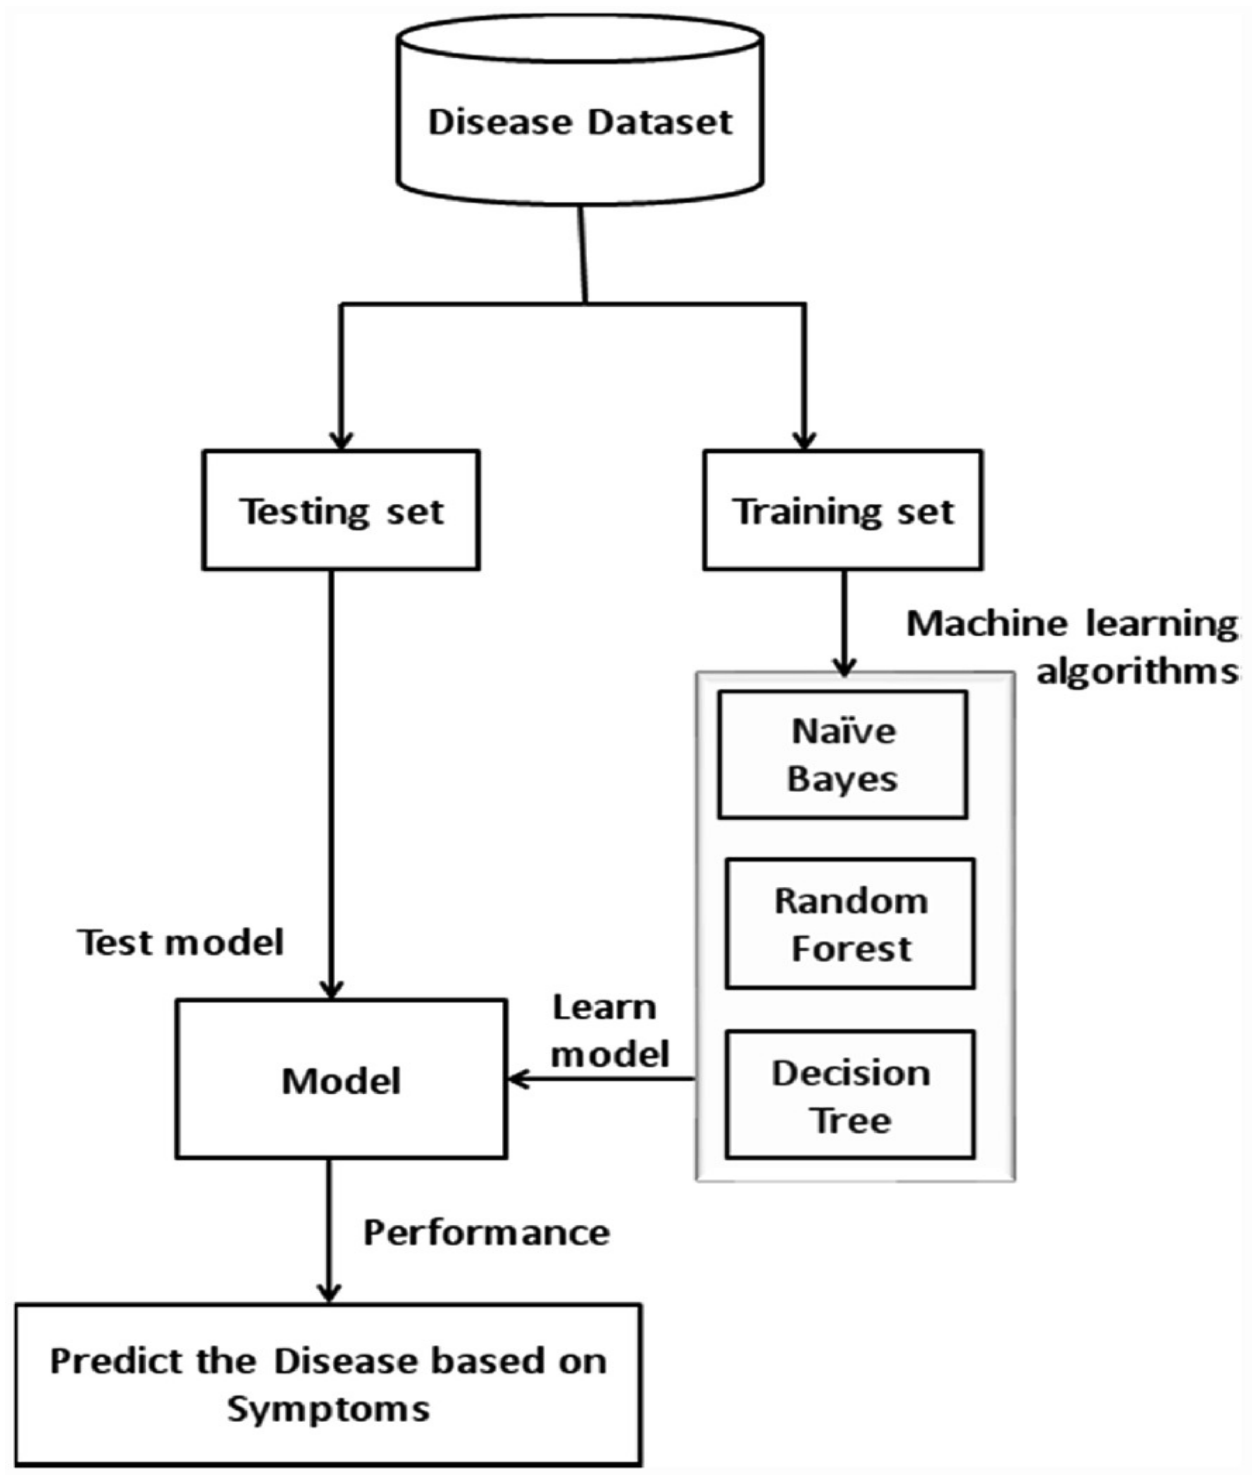 Disease Dataset
Testing set
Training set
Machine learning
algorithms
Naïve
Bayes
Random
Forest
Decision
Tree
Test model
Learn
model
Model
Performance
Predict the Disease based on
Symptoms